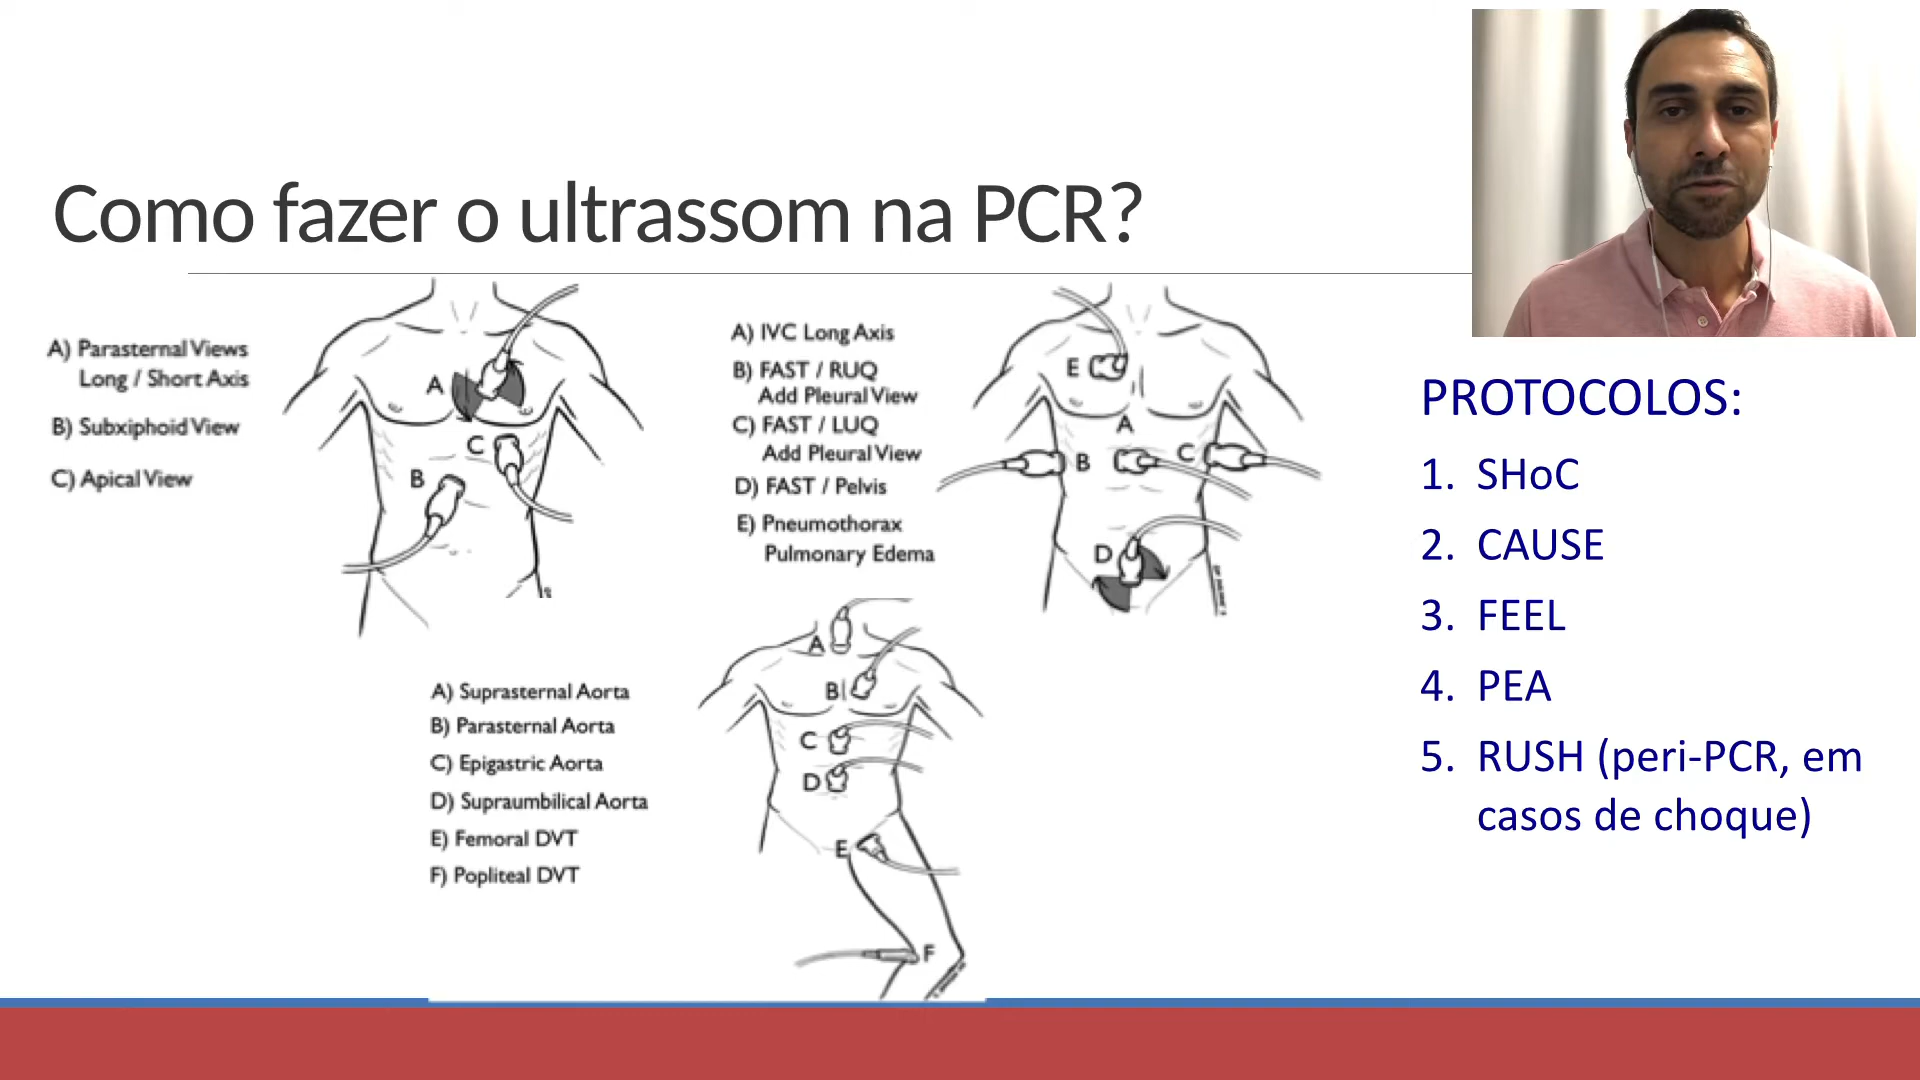 Como fazer o ultrassom na PCR?
A) Parasternal Views
Long / Short Axis
B) Subxiphoid View
C) Apical View
A
C
B
A) IVC Long Axis
B) FAST / RUQ
Add Pleural View
C) FAST / LUQ
Add Pleural View
D) FAST / Pelvis
E) Pneumothorax
Pulmonary Edema
E
A
B
C
D
A) Suprasternal Aorta
B) Parasternal Aorta
C) Epigastric Aorta
D) Supraumbilical Aorta
E) Femoral DVT
F) Popliteal DVT
A
B
C
D
E
F
PROTOCOLOS:
1. SHoC
2. CAUSE
3. FEEL
4. PEA
5. RUSH (peri-PCR, em
casos de choque)